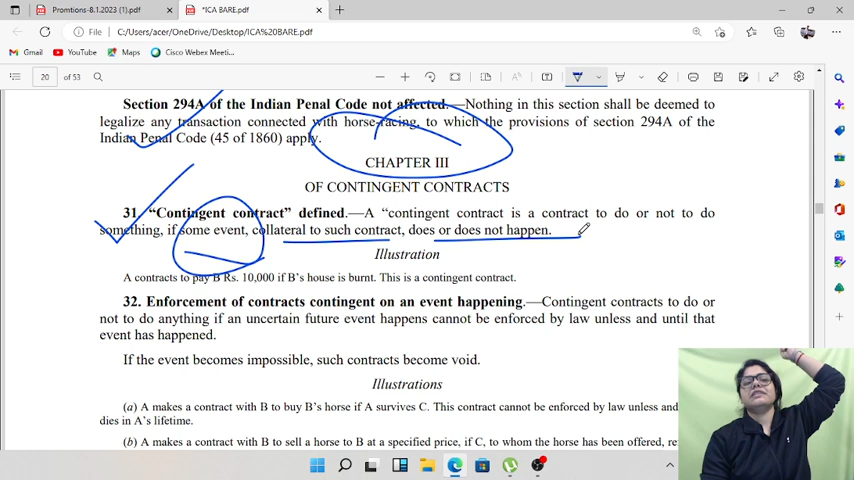 Promtions-8.1.2023 (1).pdf
*ICA BARE.pdf
File
C:/Users/acer/OneDrive/Desktop/ICA%20BARE.pdf
Gmail
YouTube
Maps
Cisco Webex Meeti...
20 of 53
Section 294A of the Indian Penal Code not affected.—Nothing in this section shall be deemed to
legalize any transaction connected with horse-racing, to which the provisions of section 294A of the
Indian Penal Code (45 of 1860) apply.
CHAPTER III
OF CONTINGENT CONTRACTS
31. “Contingent contract” defined.—A “contingent contract is a contract to do or not to do
something, if some event, collateral to such contract, does or does not happen.
Illustration
A contracts to pay B Rs. 10,000 if B’s house is burnt. This is a contingent contract.
32. Enforcement of contracts contingent on an event happening.—Contingent contracts to do or
not to do anything if an uncertain future event happens cannot be enforced by law unless and until that
event has happened.
If the event becomes impossible, such contracts become void.
Illustrations
(a) A makes a contract with B to buy B’s horse if A survives C. This contract cannot be enforced by law unless and
dies in A’s lifetime.
(b) A makes a contract with B to sell a horse to B at a specified price, if C, to whom the horse has been offered, re